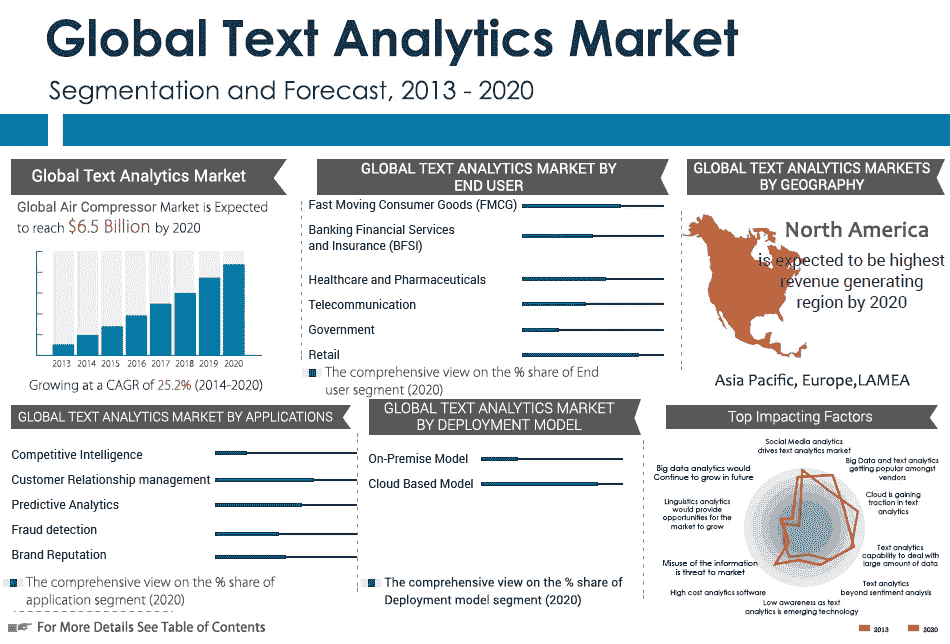 Global Text Analytics Market
Segmentation and Forecast, 2013 - 2020
Global Text Analytics Market
Global Air Compressor Market is Expected
to reach $6.5 Billion by 2020
2013 2014 2015 2016 2017 2018 2019 2020
Growing at a CAGR of 25.2% (2014-2020)
GLOBAL TEXT ANALYTICS MARKET BY
END USER
Fast Moving Consumer Goods (FMCG)
Banking Financial Services
and Insurance (BFSI)
Healthcare and Pharmaceuticals
Telecommunication
Government
Retail
The comprehensive view on the % share of End
user segment (2020)
GLOBAL TEXT ANALYTICS MARKETS
BY GEOGRAPHY
North America
is expected to be highest
revenue generating
region by 2020
Asia Pacific, Europe,LAMEA
GLOBAL TEXT ANALYTICS MARKET BY APPLICATIONS
Competitive Intelligence
Customer Relationship management
Predictive Analytics
Fraud detection
Brand Reputation
The comprehensive view on the % share of
application segment (2020)
For More Details See Table of Contents
GLOBAL TEXT ANALYTICS MARKET
BY DEPLOYMENT MODEL
On-Premise Model
Cloud Based Model
The comprehensive view on the % share of
Deployment model segment (2020)
Top Impacting Factors
Social Media analytics
drives text analytics market
Big Data and text analytics
getting popular amongst
vendors
Cloud is gaining
traction in text
analytics
Text analytics
capability to deal with
large amount of data
Text analytics
beyond sentiment analysis
Low awareness as text
analytics is emerging technology
High cost analytics software
Misuse of the information
is threat to market
Linguistics analytics
would provide
opportunities for the
market to grow
Big data analytics would
Continue to grow in future
2013 2020